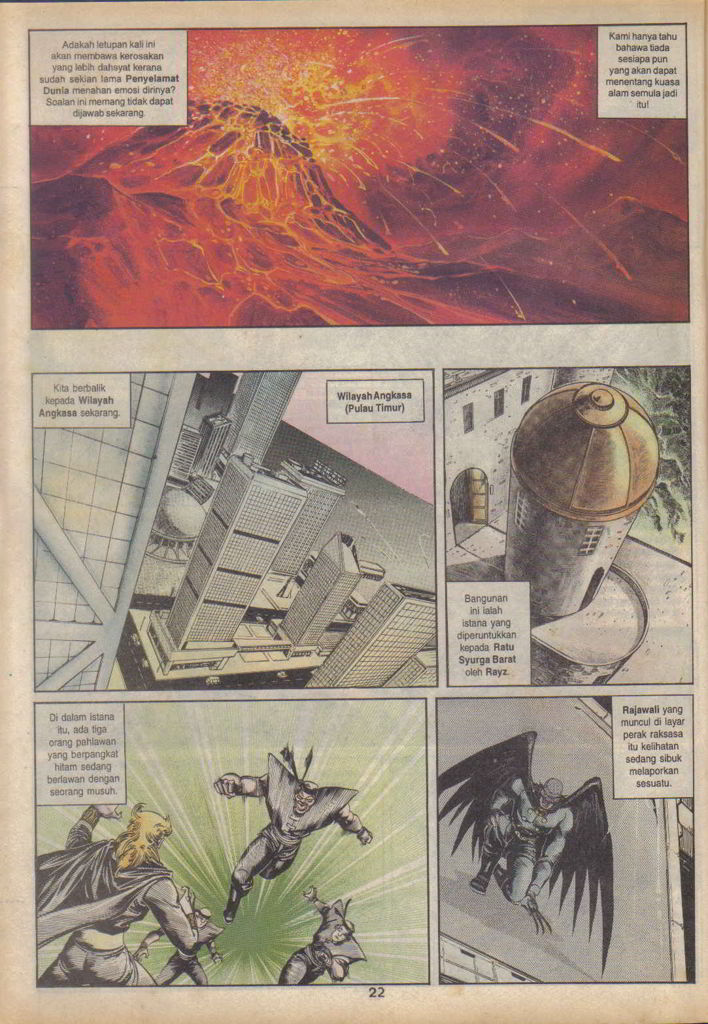 Adakah letupan kali ini
akan membawa kerosakan
yang lebih dahsyat kerana
sudah sekian lama Penyelamat
Dunia menahan emosi dirinya?
Soalan ini memang tidak dapat
dijawab sekarang.
Kami hanya tahu
bahawa tiada
sesiapa pun
yang akan dapat
menentang kuasa
alam semula jadi
itu!
Kita berbalik
kepada Wilayah
Angkasa sekarang.
Wilayah Angkasa
(Pulau Timur)
Bangunan
ini ialah
istana yang
diperuntukkan
kepada Ratu
Syurga Barat
oleh Rayz.
Di dalam istana
itu, ada tiga
orang pahlawan
yang berpangkat
hitam sedang
berlawan dengan
seorang musuh.
Rajawali yang
muncul di layar
perak raksasa
itu kelihatan
sedang sibuk
melaporkan
sesuatu.
22